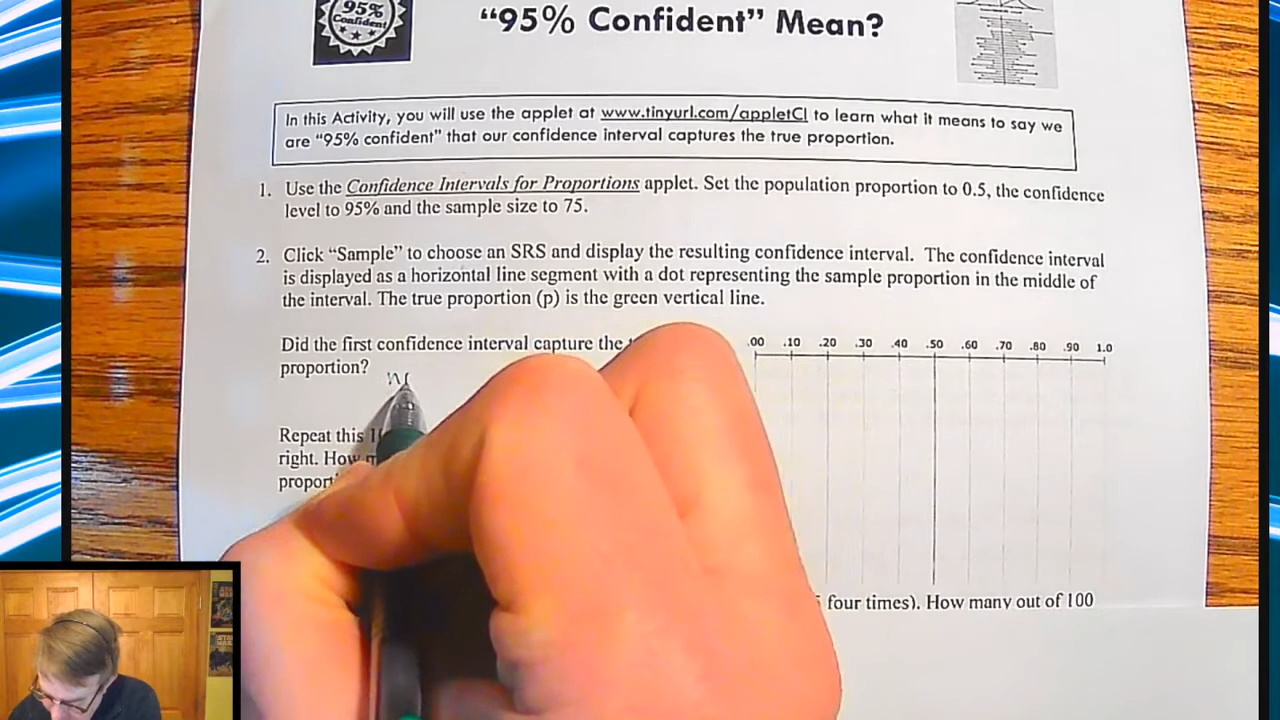 95%
Confident
“95% Confident” Mean?
In this Activity, you will use the applet at www.tinyurl.com/appletCI to learn what it means to say we
are “95% confident” that our confidence interval captures the true proportion.
1. Use the Confidence Intervals for Proportions applet. Set the population proportion to 0.5, the confidence
level to 95% and the sample size to 75.
2. Click “Sample” to choose an SRS and display the resulting confidence interval. The confidence interval
is displayed as a horizontal line segment with a dot representing the sample proportion in the middle of
the interval. The true proportion (p) is the green vertical line.
Did the first confidence interval capture the
proportion?
.00 .10 .20 .30 .40 .50 .60 .70 .80 .90 1.0
Repeat this
right. How
four times). How many out of 100